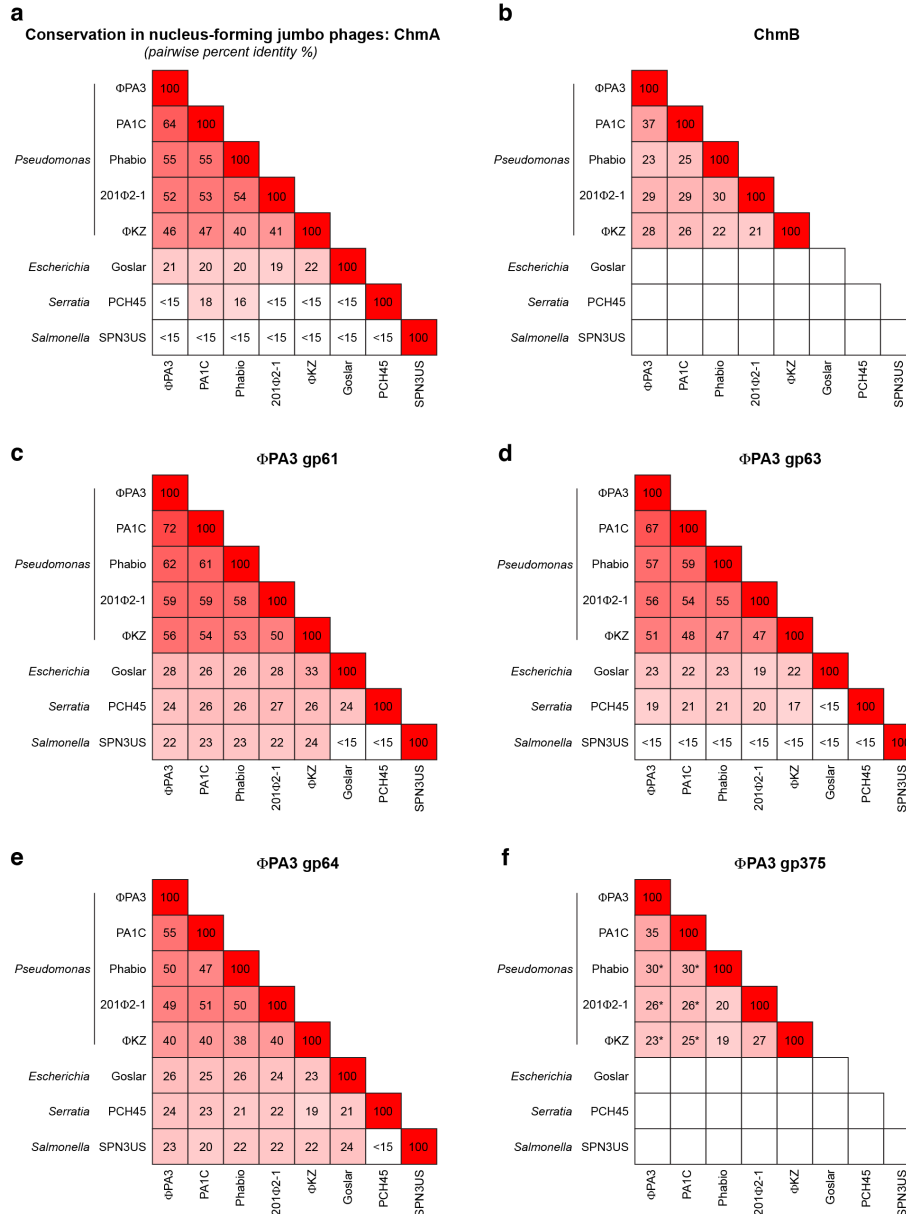 a
Conservation in nucleus-forming jumbo phages: ChmA
(pairwise percent identity %)
Pseudomonas
ΦPA3 100
PA1C 64 100
Phabio 55 55 100
201Φ2-1 52 53 54 100
ΦKZ 46 47 40 41 100
Escherichia Goslar 21 20 20 19 22 100
Serratia PCH45 <15 18 16 <15 <15 <15 100
Salmonella SPN3US <15 <15 <15 <15 <15 <15 <15 100
ΦPA3 PA1C Phabio 201Φ2-1 ΦKZ Goslar PCH45 SPN3US
b
ChmB
Pseudomonas
ΦPA3 100
PA1C 37 100
Phabio 23 25 100
201Φ2-1 29 29 30 100
ΦKZ 28 26 22 21 100
Escherichia Goslar
Serratia PCH45
Salmonella SPN3US
ΦPA3 PA1C Phabio 201Φ2-1 ΦKZ Goslar PCH45 SPN3US
c
ΦPA3 gp61
Pseudomonas
ΦPA3 100
PA1C 72 100
Phabio 62 61 100
201Φ2-1 59 59 58 100
ΦKZ 56 54 53 50 100
Escherichia Goslar 28 26 26 28 33 100
Serratia PCH45 24 26 26 27 26 24 100
Salmonella SPN3US 22 23 23 22 24 <15 <15 100
ΦPA3 PA1C Phabio 201Φ2-1 ΦKZ Goslar PCH45 SPN3US
d
ΦPA3 gp63
Pseudomonas
ΦPA3 100
PA1C 67 100
Phabio 57 59 100
201Φ2-1 56 54 55 100
ΦKZ 51 48 47 47 100
Escherichia Goslar 23 22 23 19 22 100
Serratia PCH45 19 21 21 20 17 <15 100
Salmonella SPN3US <15 <15 <15 <15 <15 <15 <15 100
ΦPA3 PA1C Phabio 201Φ2-1 ΦKZ Goslar PCH45 SPN3US
e
ΦPA3 gp64
Pseudomonas
ΦPA3 100
PA1C 55 100
Phabio 50 47 100
201Φ2-1 49 51 50 100
ΦKZ 40 40 38 40 100
Escherichia Goslar 26 25 26 24 23 100
Serratia PCH45 24 23 21 22 19 21 100
Salmonella SPN3US 23 20 22 22 22 24 <15 100
ΦPA3 PA1C Phabio 201Φ2-1 ΦKZ Goslar PCH45 SPN3US
f
ΦPA3 gp375
Pseudomonas
ΦPA3 100
PA1C 35 100
Phabio 30* 30* 100
201Φ2-1 26* 26* 20 100
ΦKZ 23* 25* 19 27 100
Escherichia Goslar
Serratia PCH45
Salmonella SPN3US
ΦPA3 PA1C Phabio 201Φ2-1 ΦKZ Goslar PCH45 SPN3US